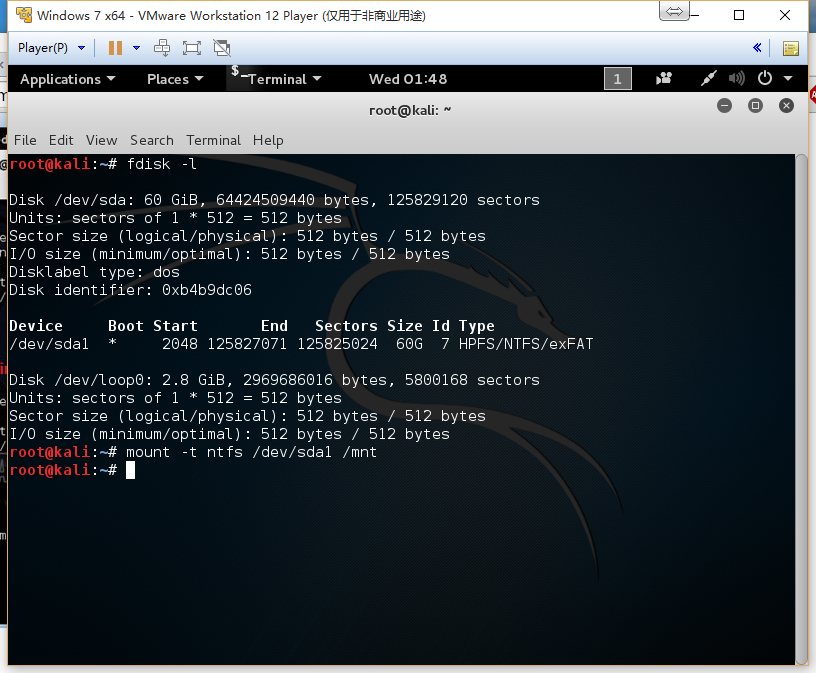 Windows 7 x64 - VMware Workstation 12 Player (仅用于非商业用途)
Player(P)
Applications Places Terminal Wed 01:48 1
root@kali: ~
File Edit View Search Terminal Help
root@kali:~# fdisk -l
Disk /dev/sda: 60 GiB, 64424509440 bytes, 125829120 sectors
Units: sectors of 1 * 512 = 512 bytes
Sector size (logical/physical): 512 bytes / 512 bytes
I/O size (minimum/optimal): 512 bytes / 512 bytes
Disklabel type: dos
Disk identifier: 0xb4b9dc06
Device Boot Start End Sectors Size Id Type
/dev/sda1 * 2048 125827071 125825024 60G 7 HPFS/NTFS/exFAT
Disk /dev/loop0: 2.8 GiB, 2969686016 bytes, 5800168 sectors
Units: sectors of 1 * 512 = 512 bytes
Sector size (logical/physical): 512 bytes / 512 bytes
I/O size (minimum/optimal): 512 bytes / 512 bytes
root@kali:~# mount -t ntfs /dev/sda1 /mnt
root@kali:~#